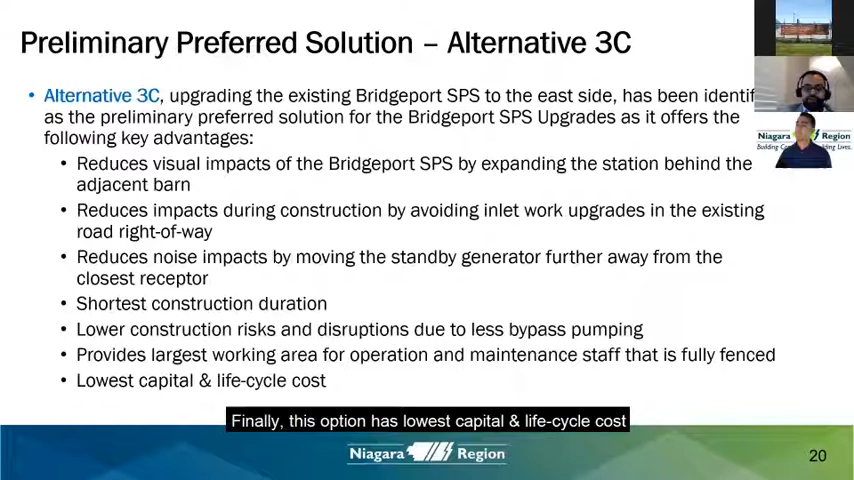 Preliminary Preferred Solution – Alternative 3C
• Alternative 3C, upgrading the existing Bridgeport SPS to the east side, has been identif
as the preliminary preferred solution for the Bridgeport SPS Upgrades as it offers the
following key advantages:
• Reduces visual impacts of the Bridgeport SPS by expanding the station behind the
adjacent barn
• Reduces impacts during construction by avoiding inlet work upgrades in the existing
road right-of-way
• Reduces noise impacts by moving the standby generator further away from the
closest receptor
• Shortest construction duration
• Lower construction risks and disruptions due to less bypass pumping
• Provides largest working area for operation and maintenance staff that is fully fenced
• Lowest capital & life-cycle cost
Niagara Region
Building
Lives.
Finally, this option has lowest capital & life-cycle cost
Niagara Region
20